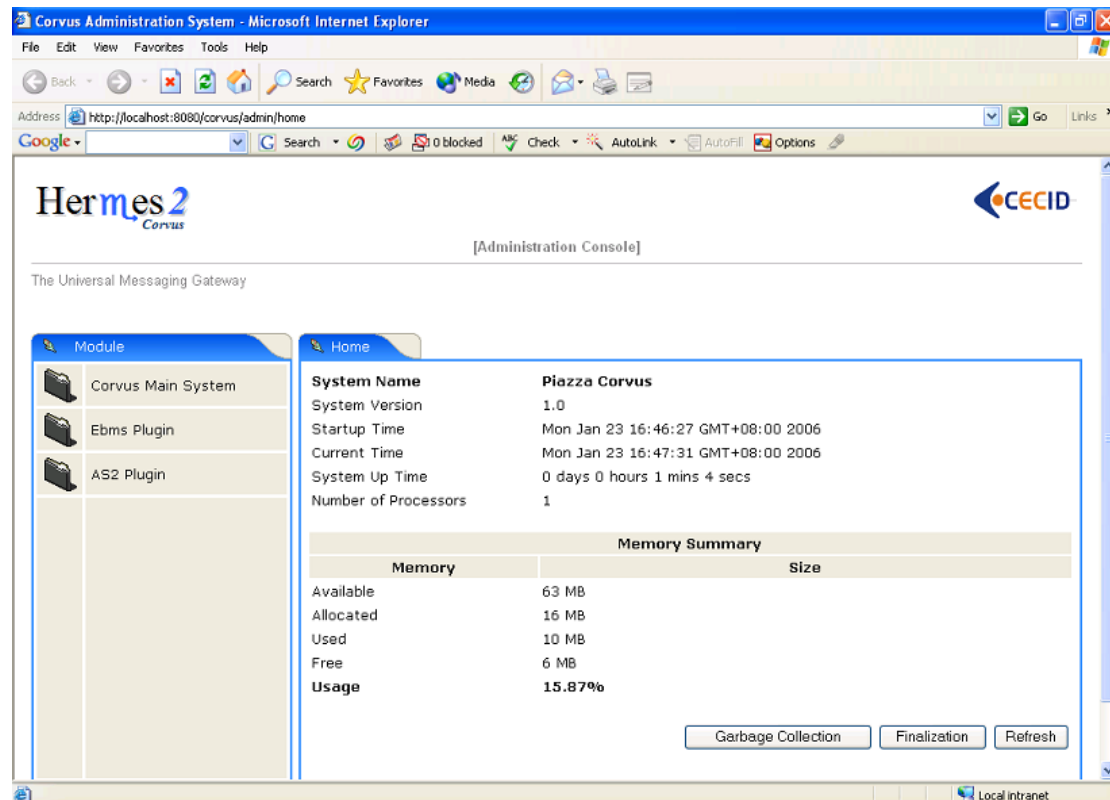 Corvus Administration System - Microsoft Internet Explorer
File Edit View Favorites Tools Help
Back Search Favorites Media
Address http://localhost:8080/corvus/admin/home Go Links
Google Search 0 blocked ABC Check AutoLink AutoFill Options
Hermes 2
Corvus
CECID
[Administration Console]
The Universal Messaging Gateway
Module
Home
Corvus Main System
Ebms Plugin
AS2 Plugin
System Name Piazza Corvus
System Version 1.0
Startup Time Mon Jan 23 16:46:27 GMT+08:00 2006
Current Time Mon Jan 23 16:47:31 GMT+08:00 2006
System Up Time 0 days 0 hours 1 mins 4 secs
Number of Processors 1
Memory Summary
Memory Size
Available 63 MB
Allocated 16 MB
Used 10 MB
Free 6 MB
Usage 15.87%
Garbage Collection Finalization Refresh
Local intranet